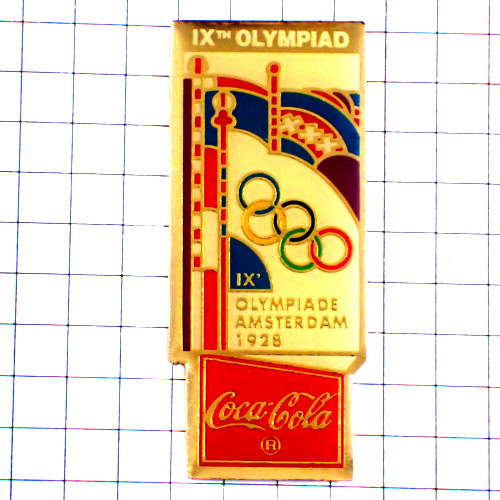 IXTH OLYMPIAD
IX'
OLYMPIADE
AMSTERDAM
1928
Coca-Cola
®